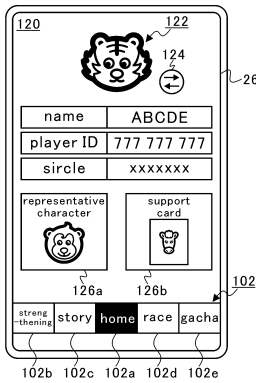 120
122
124
26
name ABCDE
player ID 777 777 777
sircle xxxxxxx
representative character
support card
126a
126b
102
streng-thening story home race gacha
102b
102c
102a
102d
102e